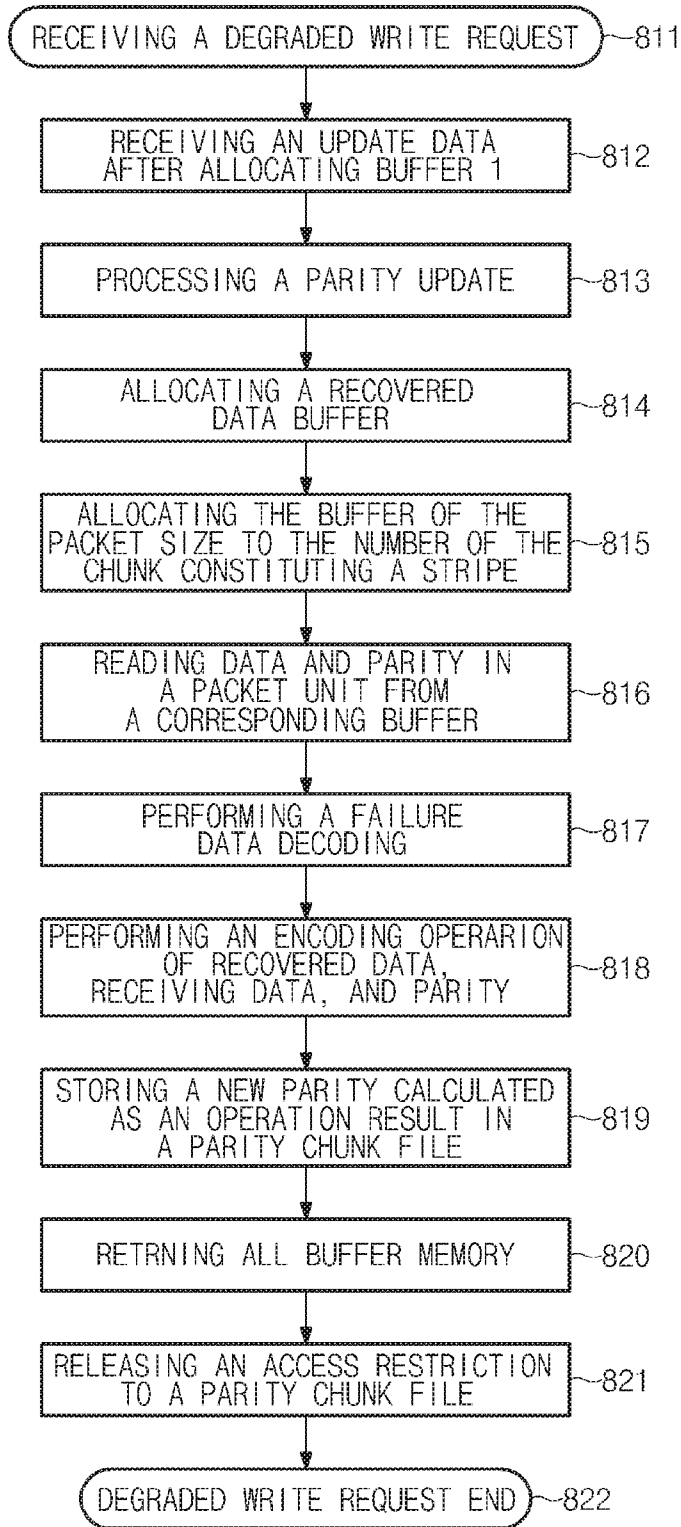 RECEIVING A DEGRADED WRITE REQUEST 811
RECEIVING AN UPDATE DATA
AFTER ALLOCATING BUFFER 1
812
PROCESSING A PARITY UPDATE 813
ALLOCATING A RECOVERED
DATA BUFFER
814
ALLOCATING THE BUFFER OF THE
PACKET SIZE TO THE NUMBER OF THE 815
CHUNK CONSTITUTING A STRIPE
READING DATA AND PARITY IN
A PACKET UNIT FROM 816
A CORRESPONDING BUFFER
PERFORMING A FAILURE
DATA DECODING
817
PERFORMING AN ENCODING OPERARION
OF RECOVERED DATA, 818
RECEIVING DATA, AND PARITY
STORING A NEW PARITY CALCULATED
AS AN OPERATION RESULT IN 819
A PARITY CHUNK FILE
RETRNING ALL BUFFER MEMORY 820
RELEASING AN ACCESS RESTRICTION
TO A PARITY CHUNK FILE
821
DEGRADED WRITE REQUEST END 822